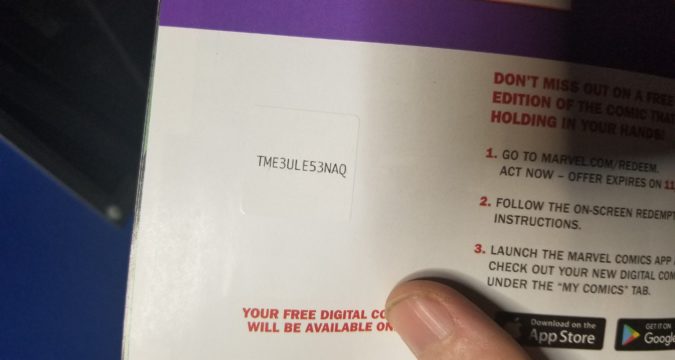 TME3ULE53NAQ
YOUR FREE DIGITAL
WILL BE AVAILABLE ON
DON'T MISS OUT ON A FREE
EDITION OF THE COMIC
HOLDING IN YOUR HANDS!
1. GO TO MARVEL.COM/REDEEM.
ACT NOW – OFFER EXPIRES ON
2. FOLLOW THE ON-SCREEN
INSTRUCTIONS.
3. LAUNCH THE MARVEL COMICS APP
CHECK OUT YOUR NEW DIGITAL
UNDER THE "MY COMICS" TAB.
Download on the
App Store
GET IT ON
Google